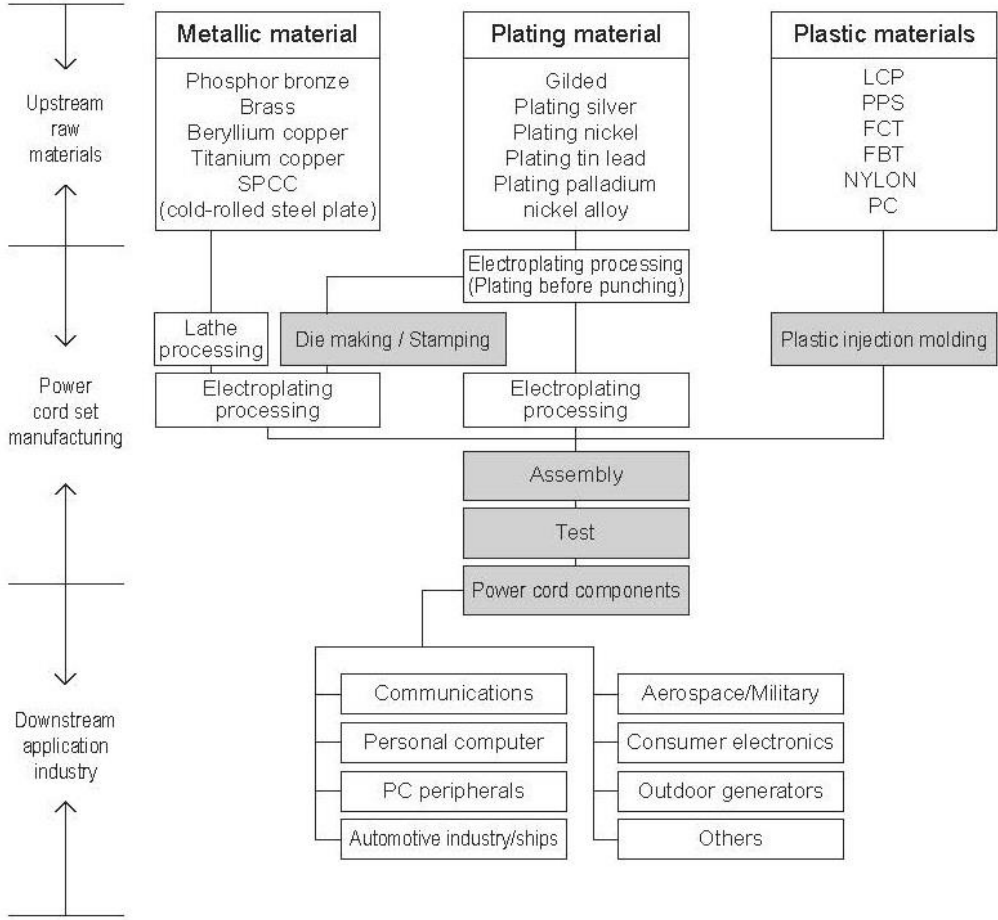 Upstream
raw
materials
Metallic material
Phosphor bronze
Brass
Beryllium copper
Titanium copper
SPCC
(cold-rolled steel plate)
Plating material
Gilded
Plating silver
Plating nickel
Plating tin lead
Plating palladium
nickel alloy
Plastic materials
LCP
PPS
FCT
FBT
NYLON
PC
Power
cord set
manufacturing
Electroplating processing
(Plating before punching)
Lathe
processing
Die making / Stamping
Plastic injection molding
Electroplating
processing
Electroplating
processing
Assembly
Test
Power cord components
Downstream
application
industry
Communications
Personal computer
PC peripherals
Automotive industry/ships
Aerospace/Military
Consumer electronics
Outdoor generators
Others